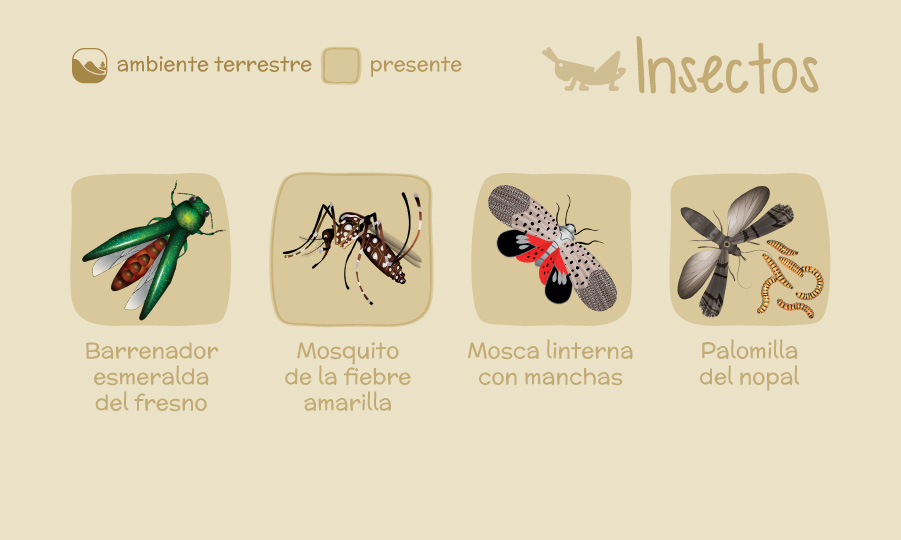 ambiente terrestre
presente
Insectos
Barrenador
esmeralda
del fresno
Mosquito
de la fiebre
amarilla
Mosca linterna
con manchas
Palomilla
del nopal